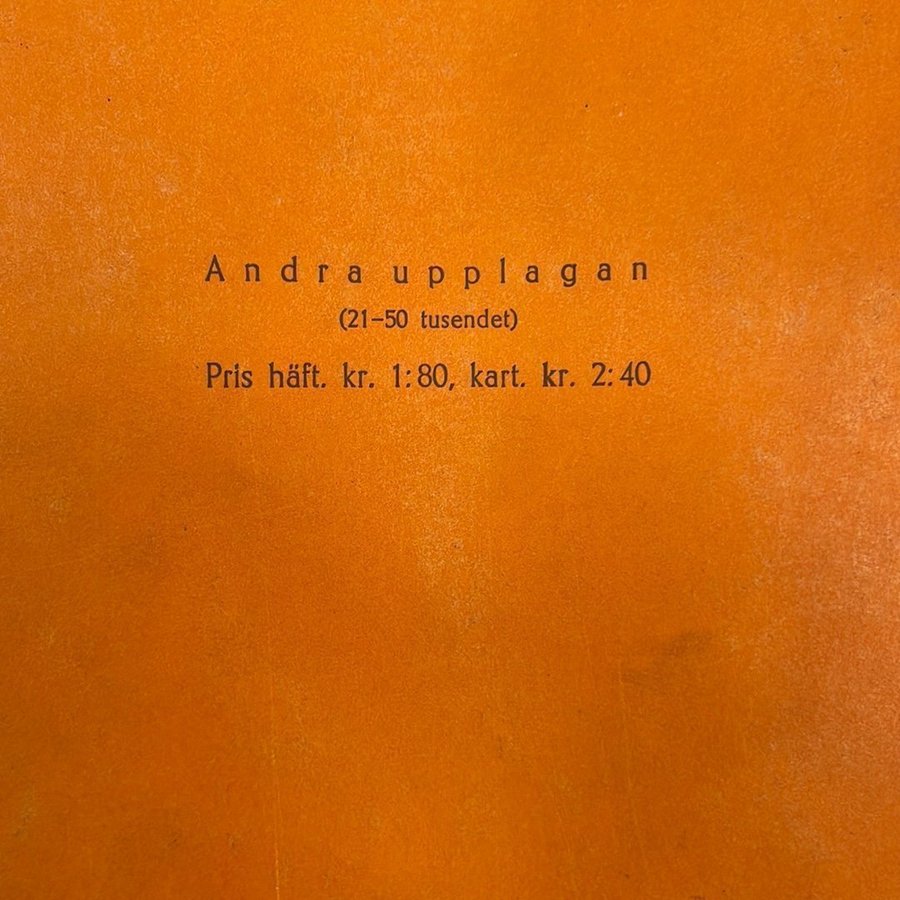 Andra upplagan
(21-50 tusendet)
Pris häft. kr. 1:80, kart. kr. 2:40